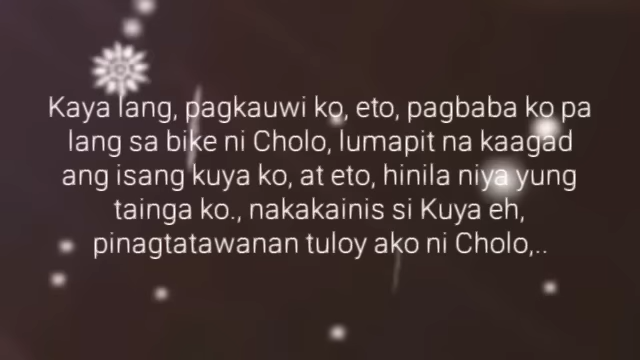 Kaya lang, pagkauwi ko, eto, pagbaba ko pa
lang sa bike ni Cholo, lumapit na kaagad
ang isang kuya ko, at eto, hinila niya yung
tainga ko., nakakainis si Kuya eh,
pinagtatawanan tuloy ako ni Cholo,..